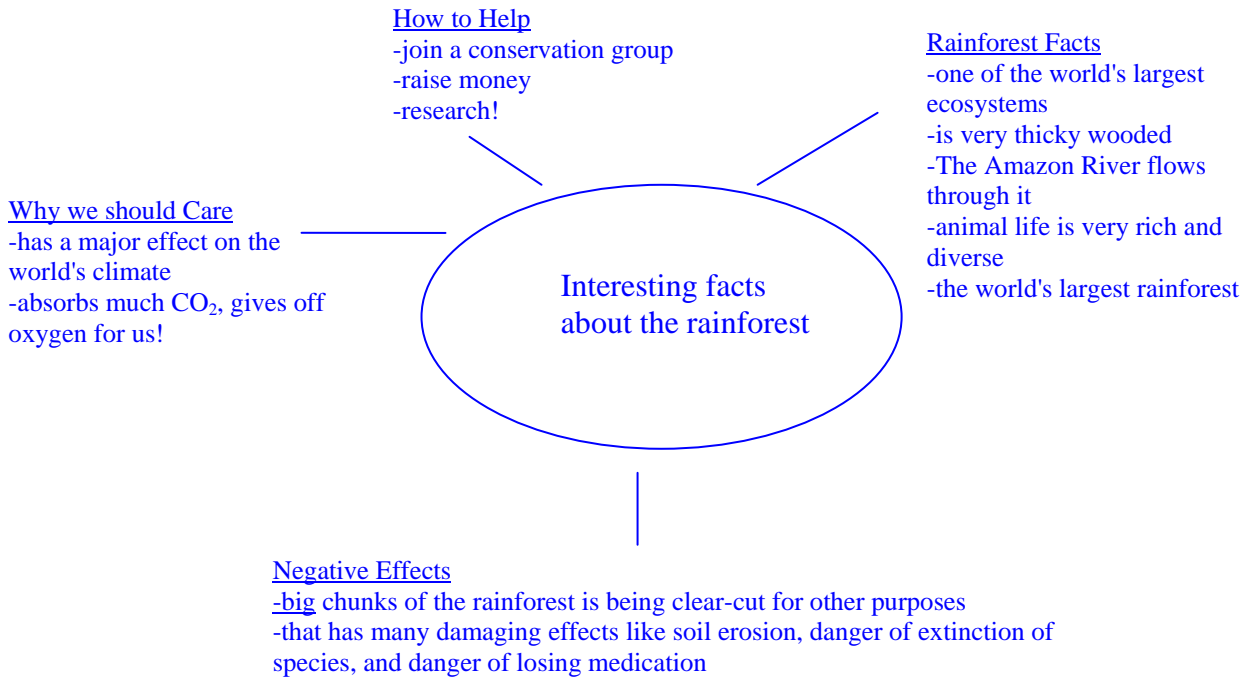 How to Help
-join a conservation group
-raise money
-research!
Rainforest Facts
-one of the world's largest
ecosystems
-is very thicky wooded
-The Amazon River flows
through it
-animal life is very rich and
diverse
-the world's largest rainforest
Why we should Care
-has a major effect on the
world's climate
-absorbs much CO₂, gives off
oxygen for us!
Interesting facts
about the rainforest
Negative Effects
-big chunks of the rainforest is being clear-cut for other purposes
-that has many damaging effects like soil erosion, danger of extinction of
species, and danger of losing medication